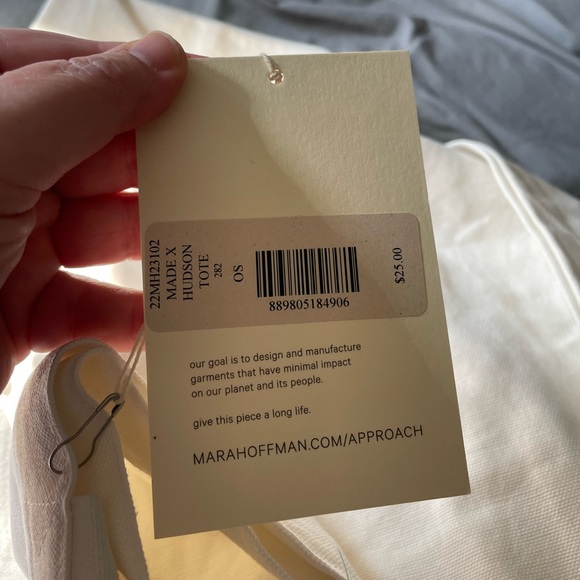 22MH23102
MADE X
HUDSON
TOTE
282
OS
889805184906
$25.00
our goal is to design and manufacture
garments that have minimal impact
on our planet and its people.
give this piece a long life.
MARAHOFFMAN.COM/APPROACH